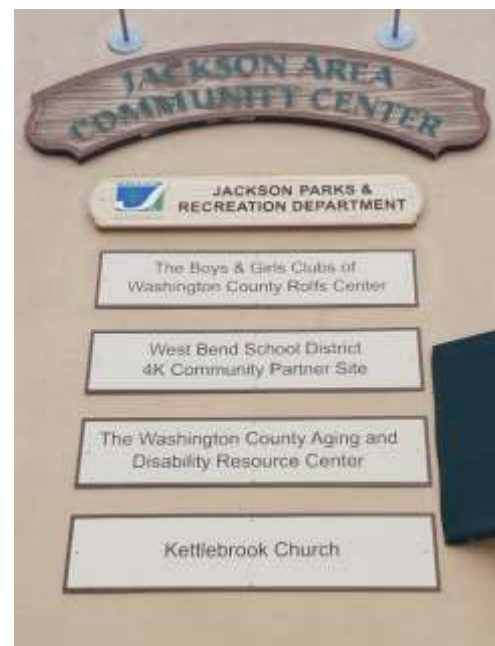 JACKSON AREA
COMMUNITY CENTER
JACKSON PARKS &
RECREATION DEPARTMENT
The Boys & Girls Clubs of
Washington County Rolfs Center
West Bend School District
4K Community Partner Site
The Washington County Aging and
Disability Resource Center
Kettlebrook Church